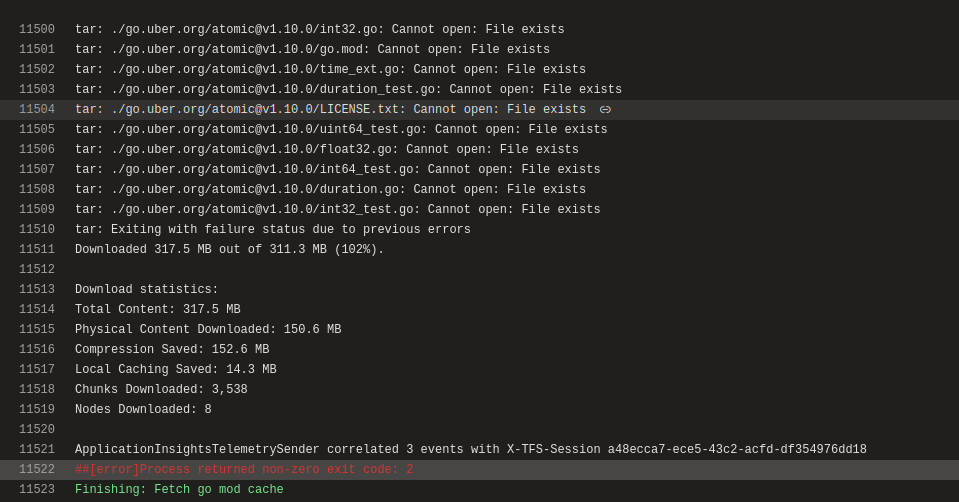 11500 tar: ./go.uber.org/atomic@v1.10.0/int32.go: Cannot open: File exists
11501 tar: ./go.uber.org/atomic@v1.10.0/go.mod: Cannot open: File exists
11502 tar: ./go.uber.org/atomic@v1.10.0/time_ext.go: Cannot open: File exists
11503 tar: ./go.uber.org/atomic@v1.10.0/duration_test.go: Cannot open: File exists
11504 tar: ./go.uber.org/atomic@v1.10.0/LICENSE.txt: Cannot open: File exists
11505 tar: ./go.uber.org/atomic@v1.10.0/uint64_test.go: Cannot open: File exists
11506 tar: ./go.uber.org/atomic@v1.10.0/float32.go: Cannot open: File exists
11507 tar: ./go.uber.org/atomic@v1.10.0/int64_test.go: Cannot open: File exists
11508 tar: ./go.uber.org/atomic@v1.10.0/duration.go: Cannot open: File exists
11509 tar: ./go.uber.org/atomic@v1.10.0/int32_test.go: Cannot open: File exists
11510 tar: Exiting with failure status due to previous errors
11511 Downloaded 317.5 MB out of 311.3 MB (102%).
11512
11513 Download statistics:
11514 Total Content: 317.5 MB
11515 Physical Content Downloaded: 150.6 MB
11516 Compression Saved: 152.6 MB
11517 Local Caching Saved: 14.3 MB
11518 Chunks Downloaded: 3,538
11519 Nodes Downloaded: 8
11520
11521 ApplicationInsightsTelemetrySender correlated 3 events with X-TFS-Session a48ecca7-ece5-43c2-acfd-df354976dd18
11522 ##[error]Process returned non-zero exit code: 2
11523 Finishing: Fetch go mod cache